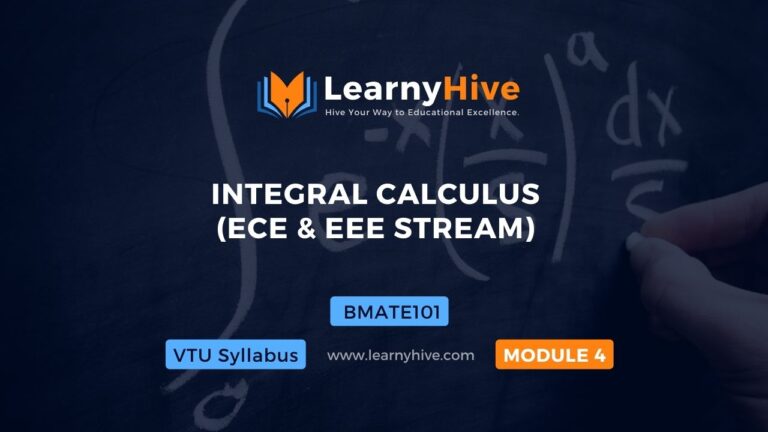 LearnyHive
Hive Your Way to Educational Excellence.
INTEGRAL CALCULUS
(ECE & EEE STREAM)
BMATE101
VTU Syllabus
www.learnyhive.com
MODULE 4